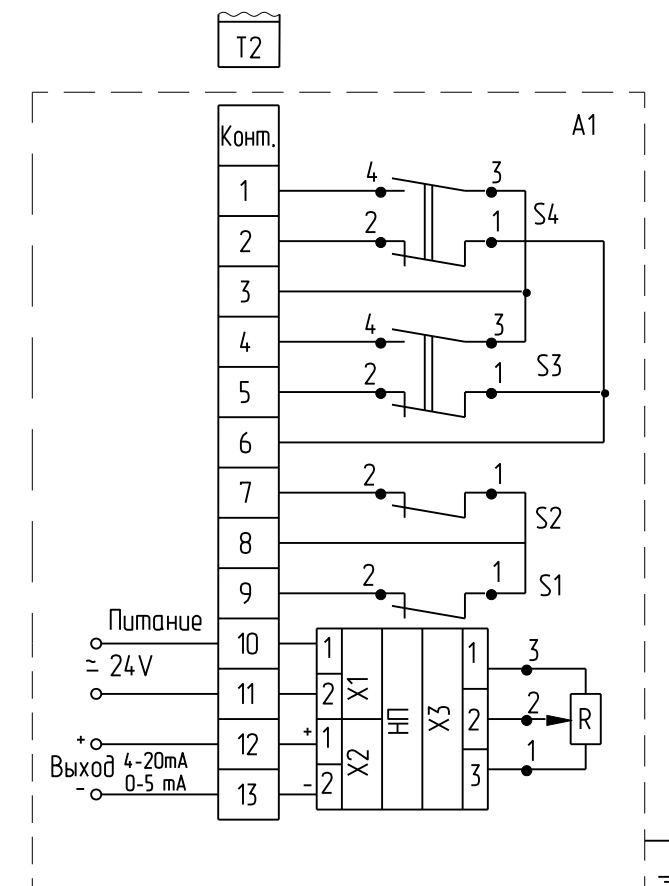 T2
A1
Конт.
1 4 3
S4
2 2 1
3
4 4 3
S3
5 2 1
6
7 2 1
S2
8
9 2 1
S1
Питание 10 1 1 3
≃ 24V
11 2 X1 НП X3 2 2 R
+ 12 + 1 X2 1
Выход 4-20mA
0-5 mA
- 13 - 2 3